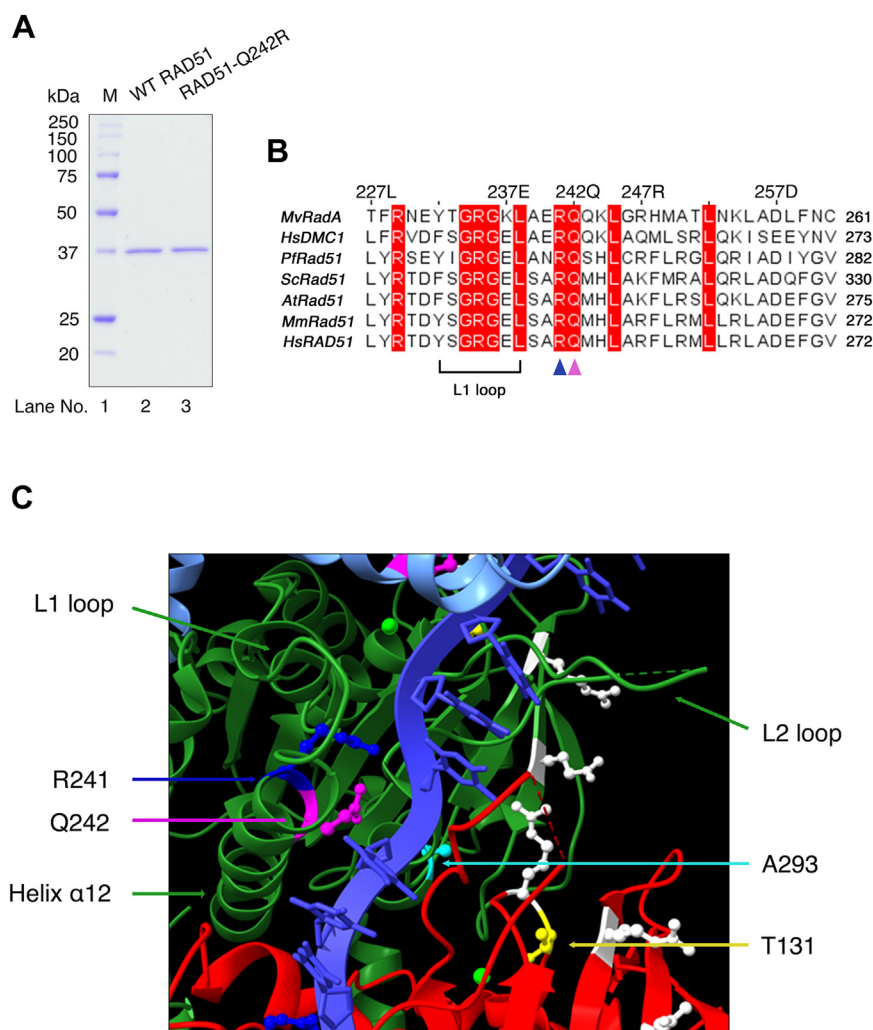 A
WT RAD51
RAD51-Q242R
kDa M
250
150
100
75
50
37
25
20
Lane No. 1 2 3
B
227L 237E 242Q 247R 257D
MvRadA TFRNEYTGRGKLAERQQKLGRHMATLNKLADLFNC 261
HsDMC1 LFRVDFSGRGELAERQQKLAQMLSRLQKISEEYNV 273
PfRad51 LYRSEYIGRGELANRQSHLCRFLRGLQRIADIYGV 282
ScRad51 LYRTDFSGRGELSARQMHLAKFMRALQRLADQFGV 330
AtRad51 LYRTDFSGRGELSARQMHLAKFLRSLQKLADEFGV 275
MmRad51 LYRTDYSGRGELSARQMHLARFLRMLLRLADEFGV 272
HsRAD51 LYRTDYSGRGELSARQMHLARFLRMLLRLADEFGV 272
L1 loop
C
L1 loop
L2 loop
R241
Q242
A293
Helix α12
T131